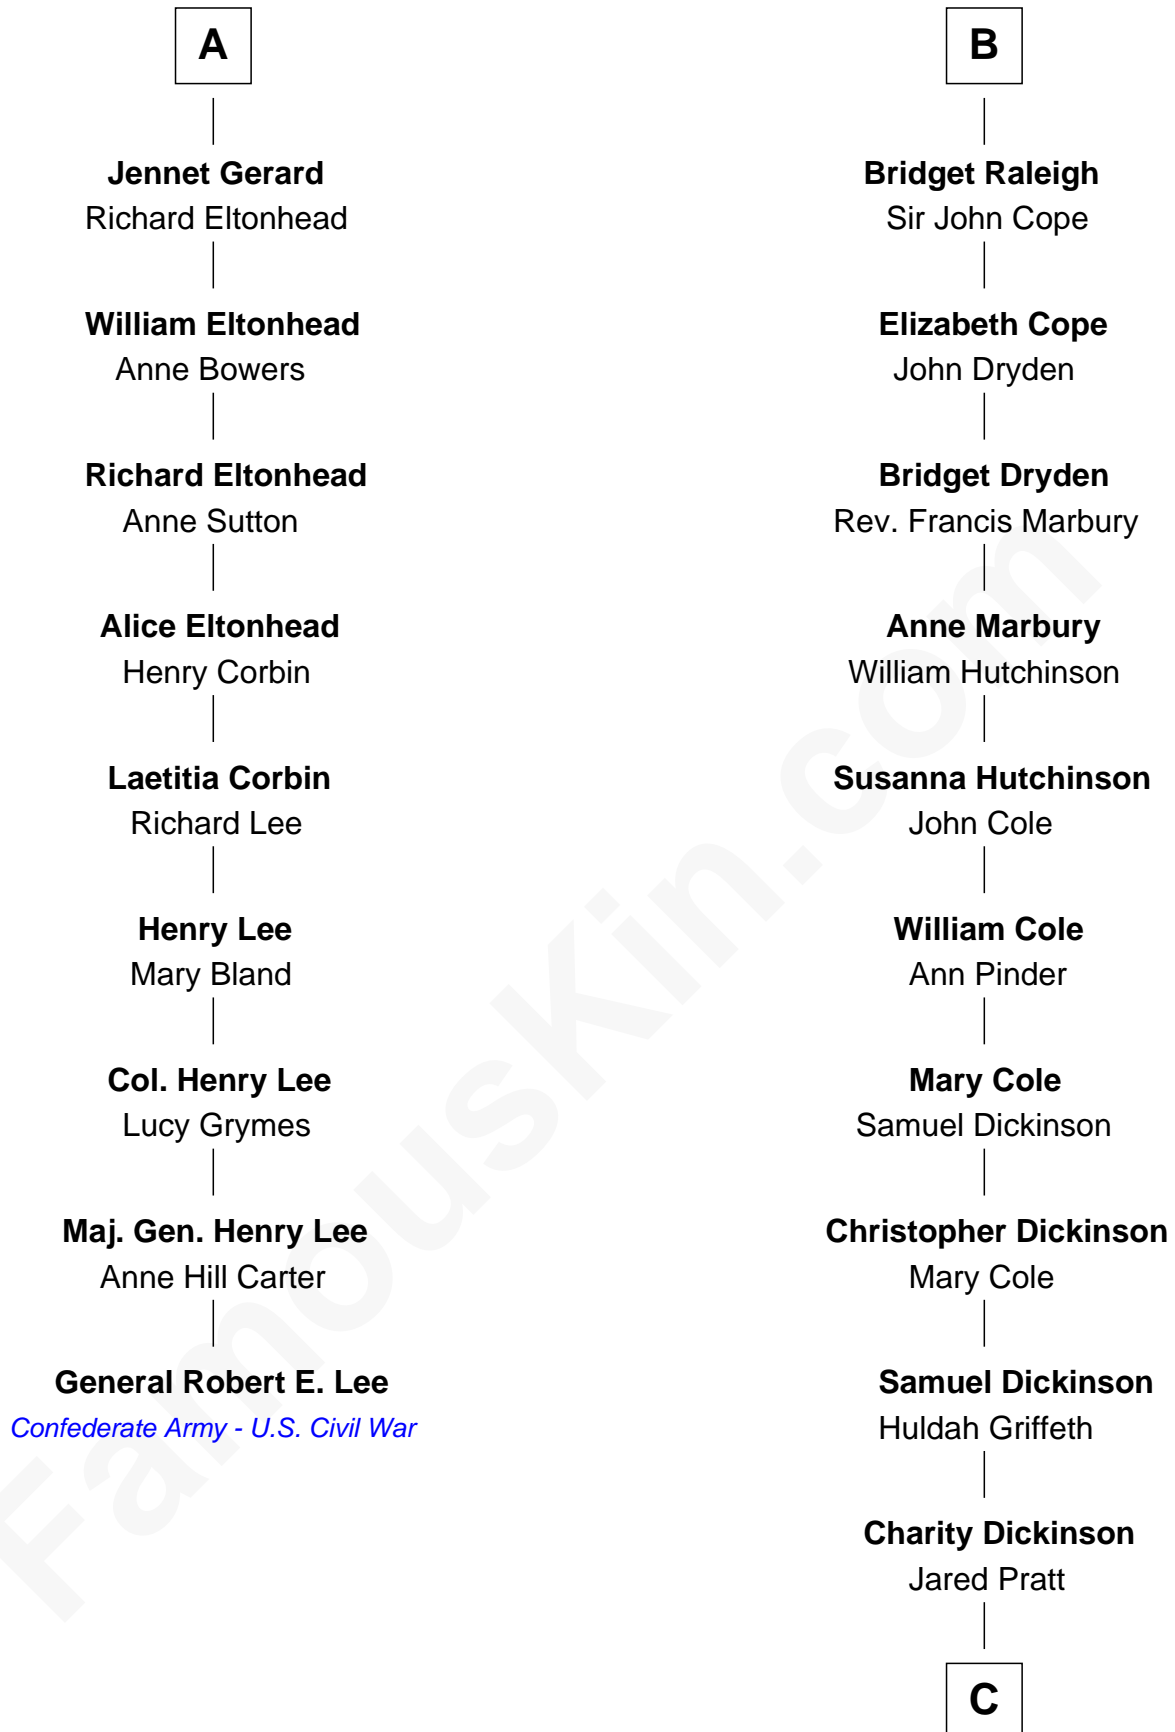 A
Jennet Gerard
Richard Eltonhead
William Eltonhead
Anne Bowers
Richard Eltonhead
Anne Sutton
Alice Eltonhead
Henry Corbin
Laetitia Corbin
Richard Lee
Henry Lee
Mary Bland
Col. Henry Lee
Lucy Grymes
Maj. Gen. Henry Lee
Anne Hill Carter
General Robert E. Lee
Confederate Army - U.S. Civil War
B
Bridget Raleigh
Sir John Cope
Elizabeth Cope
John Dryden
Bridget Dryden
Rev. Francis Marbury
Anne Marbury
William Hutchinson
Susanna Hutchinson
John Cole
William Cole
Ann Pinder
Mary Cole
Samuel Dickinson
Christopher Dickinson
Mary Cole
Samuel Dickinson
Huldah Griffeth
Charity Dickinson
Jared Pratt
C
FamousKin.com